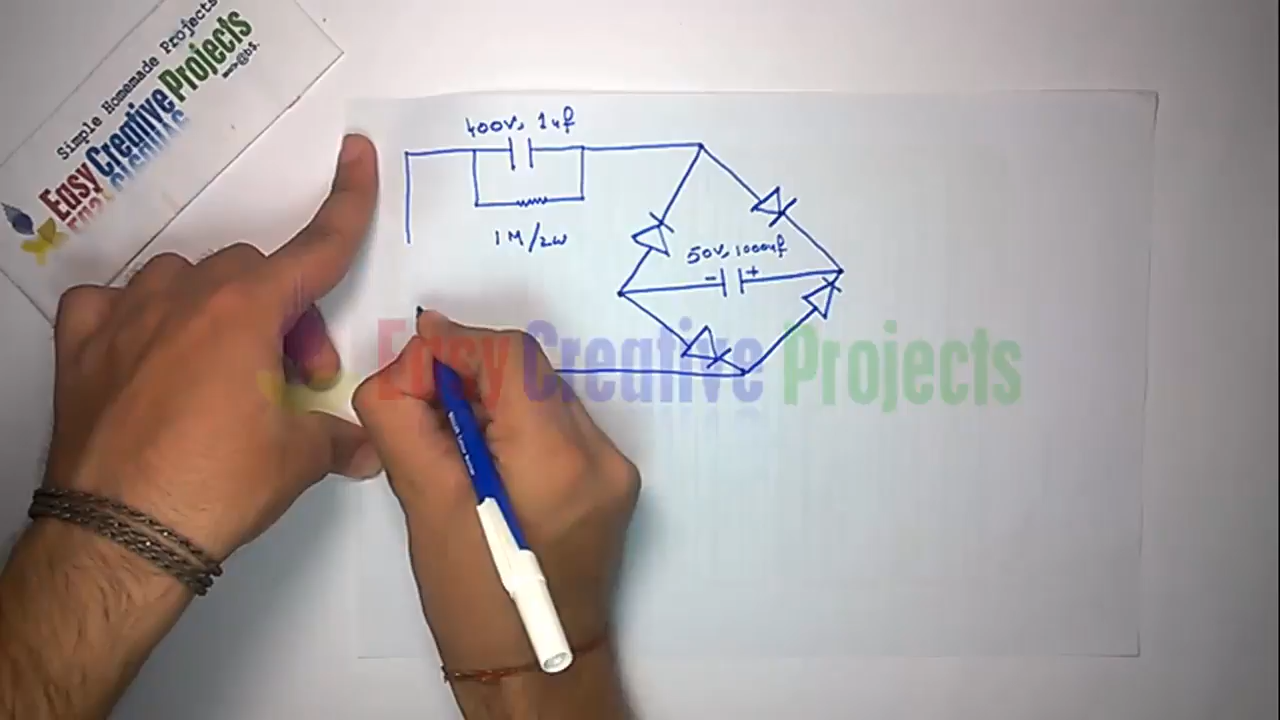 Simple Homemade Projects
Easy Creative Projects
400V, 1uf
1M/2W
50V, 1000uf
- +
Easy Creative Projects